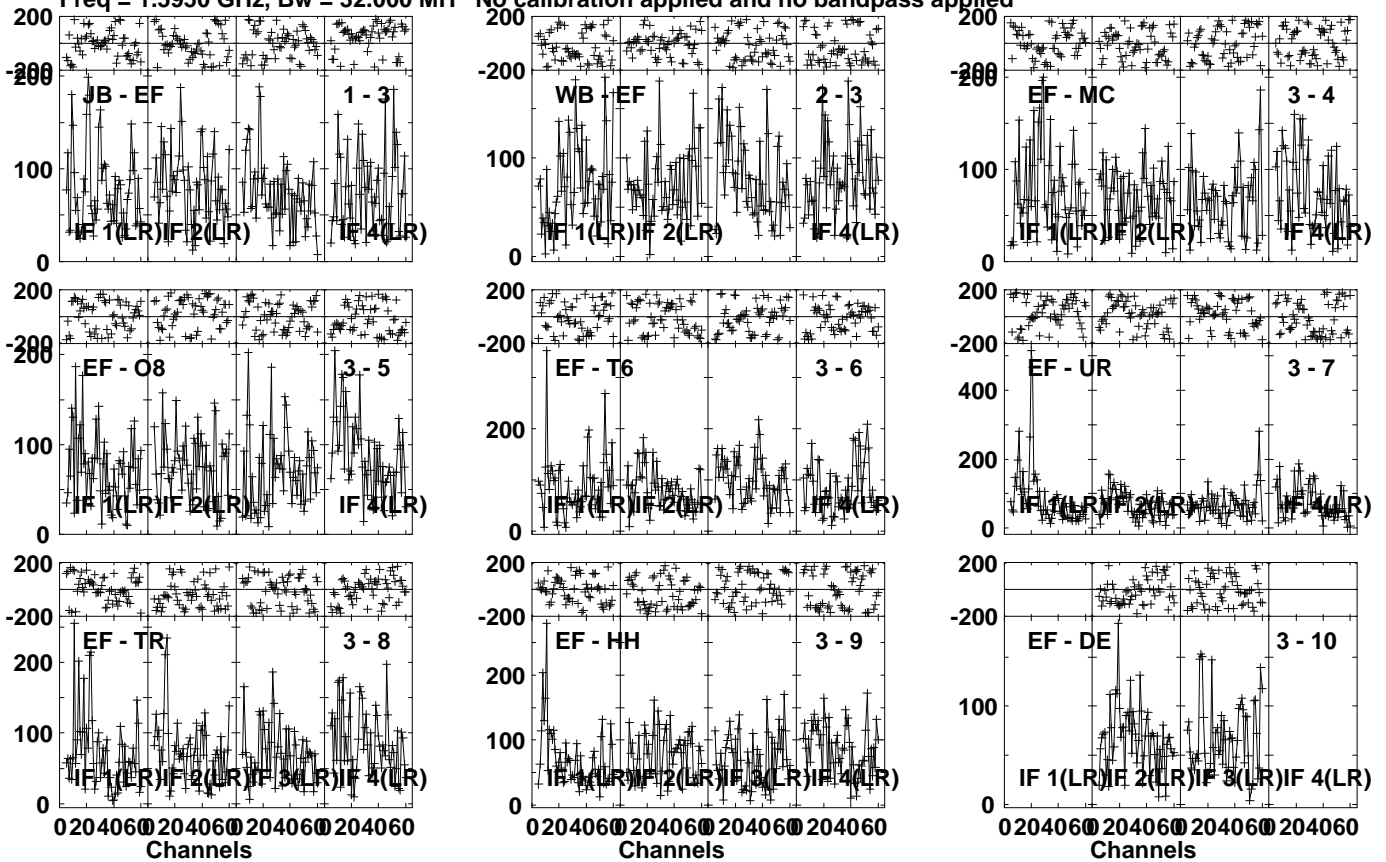 Freq = 1.5950 GHz, Bw = 32.000 MH No calibration applied and no bandpass applied
200 200 200
-200 -200 -200
200 200
JB - EF 1 - 3 WB - EF 2 - 3 EF - MC 3 - 4
100 100 100
IF 1(LR) IF 2(LR) IF 4(LR) IF 1(LR) IF 2(LR) IF 4(LR) IF 1(LR) IF 2(LR) IF 4(LR)
0 0 0
200 200 200
-200 -200 -200
200
EF - O8 3 - 5 EF - T6 3 - 6 EF - UR 3 - 7
400
200
100 200
IF 1(LR) IF 2(LR) IF 4(LR) IF 1(LR) IF 2(LR) IF 4(LR) IF 1(LR) IF 2(LR) IF 4(LR)
0 0 0
200 200 200
-200 -200 -200
EF - TR 3 - 8 EF - HH 3 - 9 EF - DE 3 - 10
200 200
100 100 100
IF 1(LR) IF 2(LR) IF 3(LR) IF 4(LR) IF 1(LR) IF 2(LR) IF 3(LR) IF 4(LR) IF 1(LR) IF 2(LR) IF 3(LR) IF 4(LR)
0 0 0
0 20 40 60 0 20 40 60 0 20 40 60 0 20 40 60 0 20 40 60 0 20 40 60 0 20 40 60 0 20 40 60 0 20 40 60 0 20 40 60 0 20 40 60 0 20 40 60
Channels Channels Channels